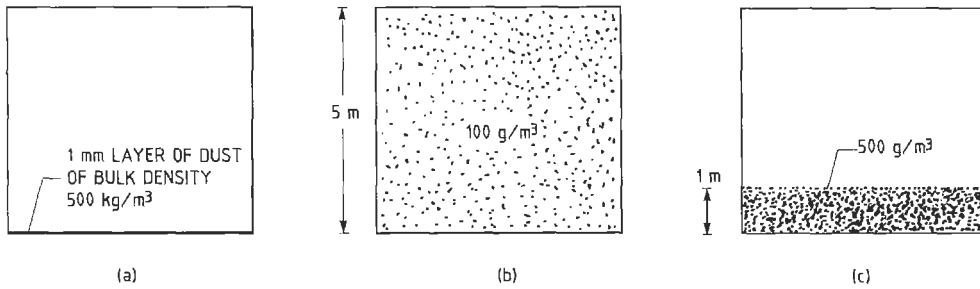 1 mm LAYER OF DUST
OF BULK DENSITY
500 kg/m³
(a)
5 m
100 g/m³
(b)
500 g/m³
1 m
(c)